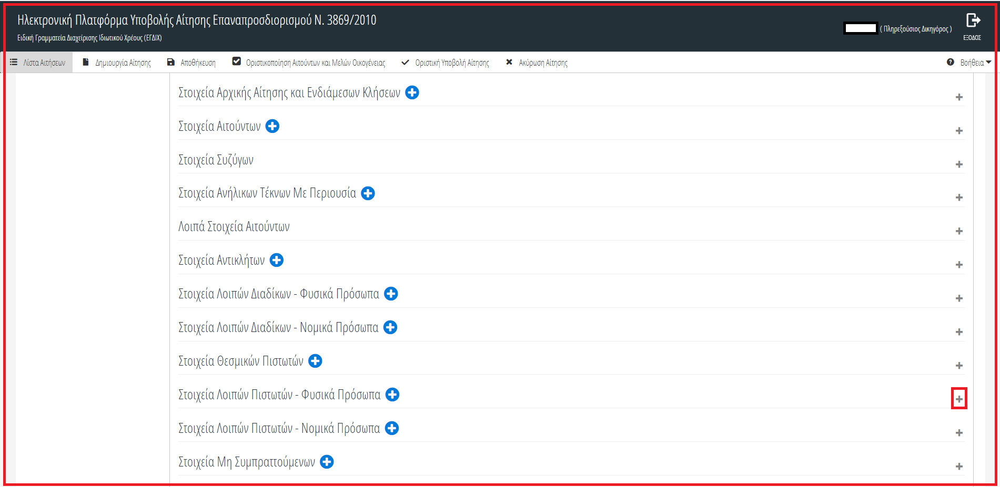 Ηλεκτρονική Πλατφόρμα Υποβολής Αίτησης Επαναπροσδιορισμού Ν. 3869/2010
Ειδική Γραμματεία Διαχείρισης Ιδιωτικού Χρέους (ΕΓΔΙΧ)
( Πληρεξούσιος Δικηγόρος )
ΕΞΟΔΟΣ
Λίστα Αιτήσεων Δημιουργία Αίτησης Αποθήκευση Οριστικοποίηση Αιτούντων και Μελών Οικογένειας Οριστική Υποβολή Αίτησης Ακύρωση Αίτησης Βοήθεια
Στοιχεία Αρχικής Αίτησης και Ενδιάμεσων Κλήσεων
Στοιχεία Αιτούντων
Στοιχεία Συζύγων
Στοιχεία Ανήλικων Τέκνων Με Περιουσία
Λοιπά Στοιχεία Αιτούντων
Στοιχεία Αντικλήτων
Στοιχεία Λοιπών Διαδίκων - Φυσικά Πρόσωπα
Στοιχεία Λοιπών Διαδίκων - Νομικά Πρόσωπα
Στοιχεία Θεσμικών Πιστωτών
Στοιχεία Λοιπών Πιστωτών - Φυσικά Πρόσωπα
Στοιχεία Λοιπών Πιστωτών - Νομικά Πρόσωπα
Στοιχεία Μη Συμπραττούμενων